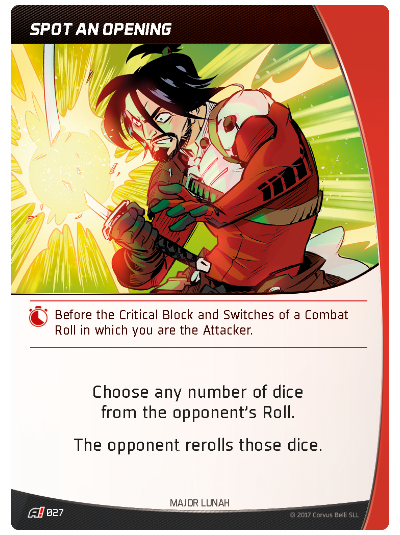 SPOT AN OPENING
Before the Critical Block and Switches of a Combat
Roll in which you are the Attacker.
Choose any number of dice
from the opponent's Roll.
The opponent rerolls those dice.
MAJOR LUNAH
A! 027
© 2017 Corvus Belli SLL